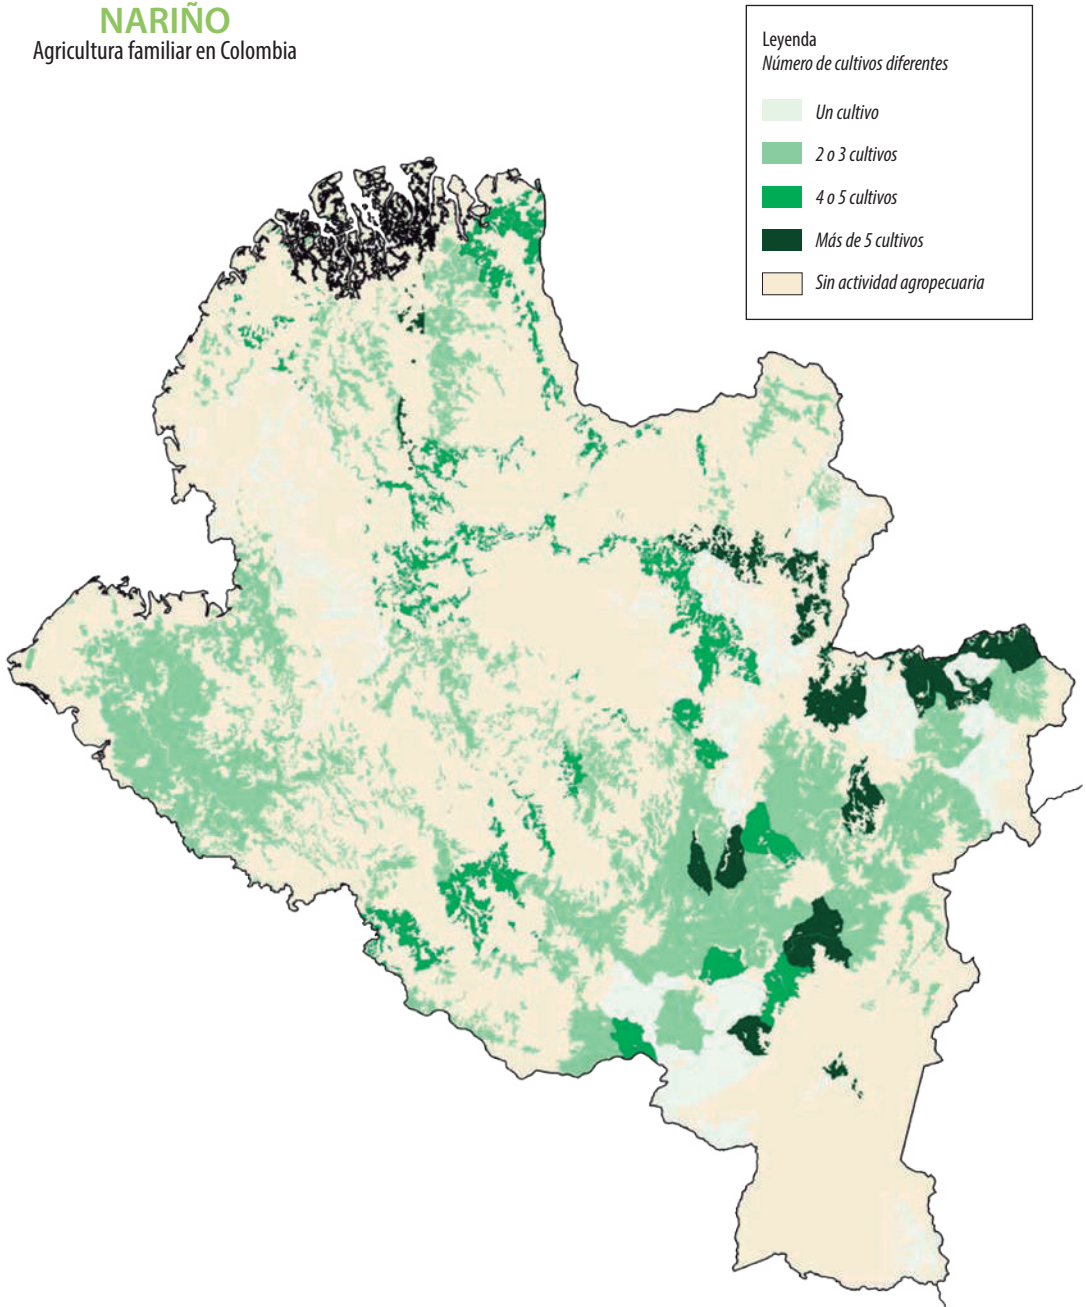 NARIÑO
Agricultura familiar en Colombia
Leyenda
Número de cultivos diferentes
Un cultivo
2 o 3 cultivos
4 o 5 cultivos
Más de 5 cultivos
Sin actividad agropecuaria